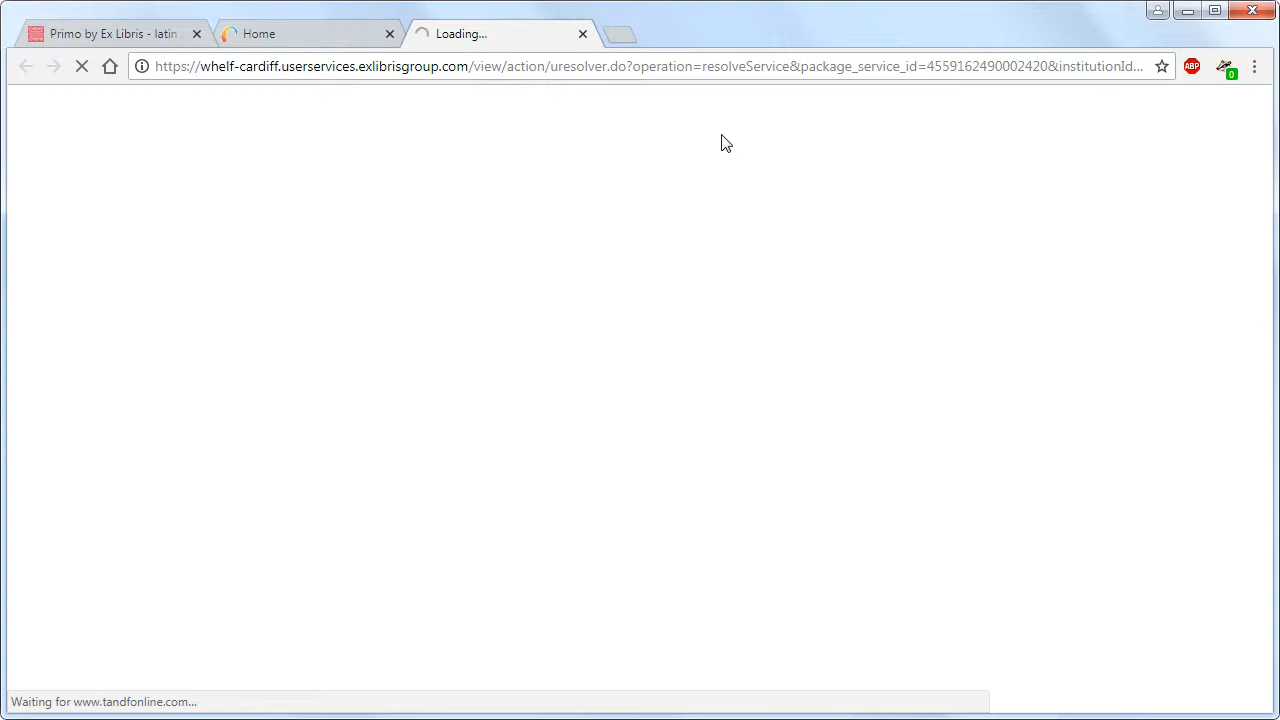 Primo by Ex Libris - latin
Home
Loading...
https://whelf-cardiff.userservices.exlibrisgroup.com/view/action/uresolver.do?operation=resolveService&package_service_id=4559162490002420&institutionId...
ABP
0
Waiting for www.tandfonline.com...